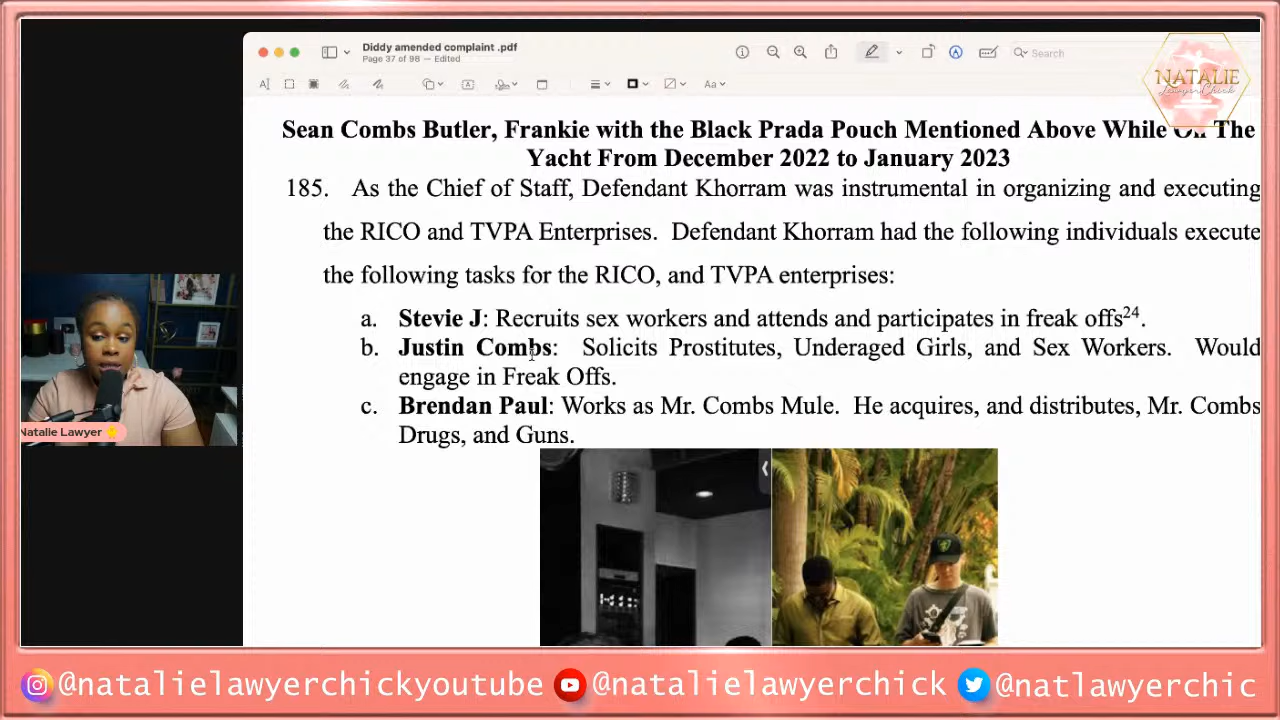 Diddy amended complaint .pdf
Page 37 of 98 — Edited
Search
NATALIE
LawyerChick
Sean Combs Butler, Frankie with the Black Prada Pouch Mentioned Above While On The
Yacht From December 2022 to January 2023
185. As the Chief of Staff, Defendant Khorram was instrumental in organizing and executing
the RICO and TVPA Enterprises. Defendant Khorram had the following individuals execute
the following tasks for the RICO, and TVPA enterprises:
a. Stevie J: Recruits sex workers and attends and participates in freak offs24.
b. Justin Combs: Solicits Prostitutes, Underaged Girls, and Sex Workers. Would
engage in Freak Offs.
c. Brendan Paul: Works as Mr. Combs Mule. He acquires, and distributes, Mr. Combs
Drugs, and Guns.
Natalie Lawyer
@natalielawyerchickyoutube
@natalielawyerchick
@natlawyerchic